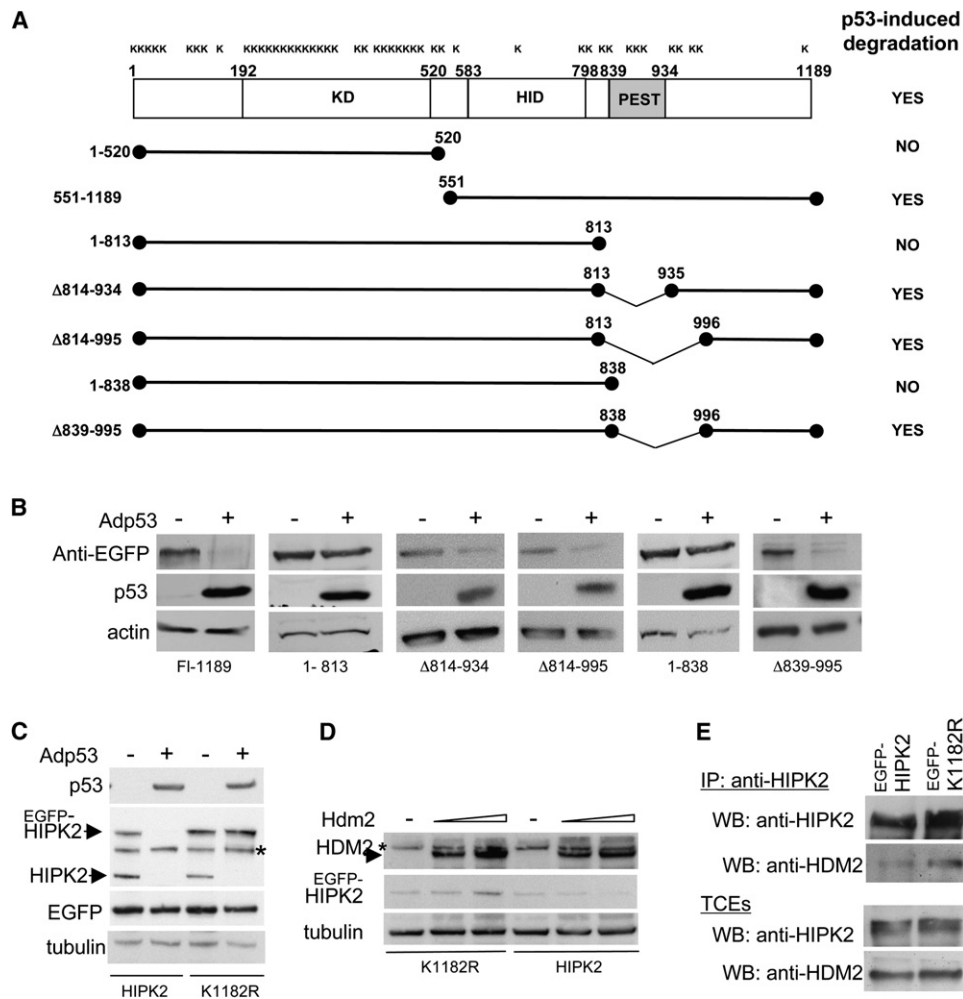 A
p53-induced
degradation
KKKKK KKK K KKKKKKKKKKKKKK KK KKKKKKK KK K K KK KK KKK KK KK K
1 192 520 583 798 839 934 1189
KD HID PEST YES
1-520 520 NO
551-1189 551 YES
1-813 813 NO
Δ814-934 813 935 YES
Δ814-995 813 996 YES
1-838 838 NO
Δ839-995 838 996 YES
B
Adp53 - + - + - + - + - + - +
Anti-EGFP
p53
actin
Fl-1189 1- 813 Δ814-934 Δ814-995 1-838 Δ839-995
C
Adp53 - + - +
p53
EGFP-
HIPK2
*
HIPK2
EGFP
tubulin
HIPK2 K1182R
D
Hdm2 - -
HDM2 *
EGFP-
HIPK2
tubulin
K1182R HIPK2
E
EGFP-
HIPK2
EGFP-
K1182R
IP: anti-HIPK2
WB: anti-HIPK2
WB: anti-HDM2
TCEs
WB: anti-HIPK2
WB: anti-HDM2